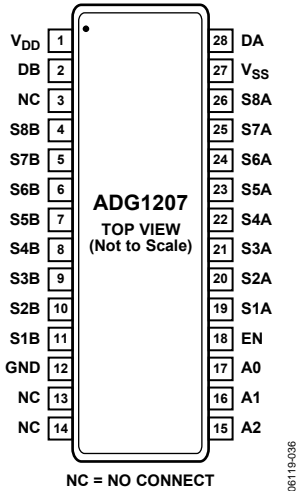 VDD 1
DB 2
NC 3
S8B 4
S7B 5
S6B 6
S5B 7
S4B 8
S3B 9
S2B 10
S1B 11
GND 12
NC 13
NC 14
ADG1207
TOP VIEW
(Not to Scale)
28 DA
27 VSS
26 S8A
25 S7A
24 S6A
23 S5A
22 S4A
21 S3A
20 S2A
19 S1A
18 EN
17 A0
16 A1
15 A2
NC = NO CONNECT
06119-036